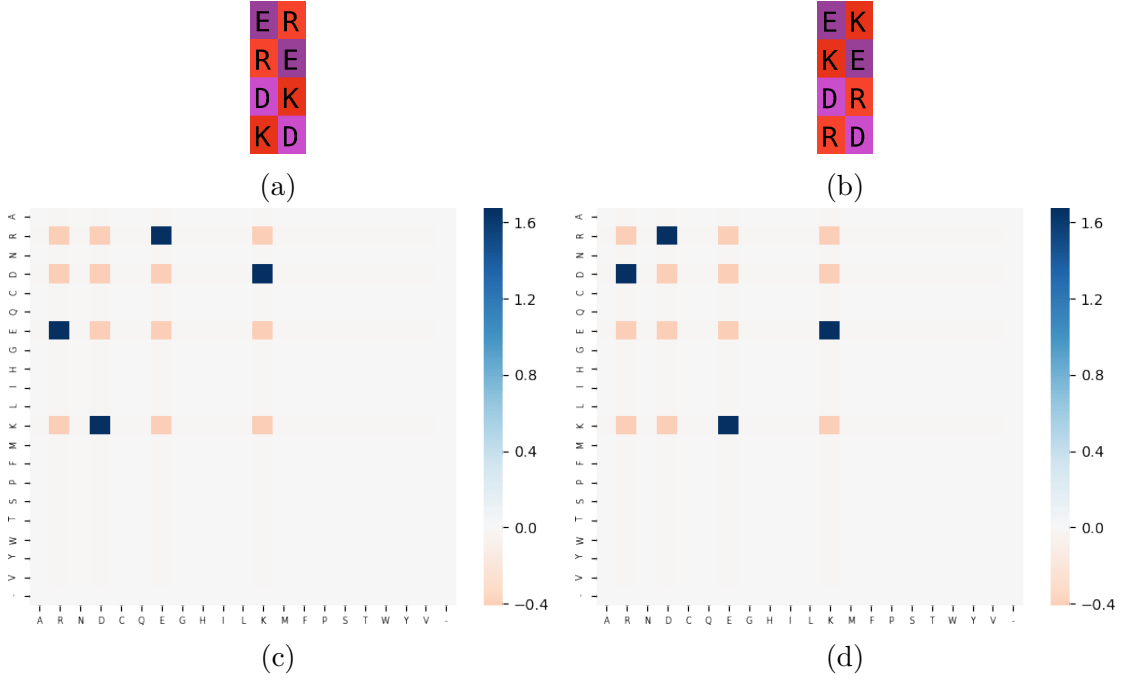 E R
R E
D K
K D
(a)
E K
K E
D R
R D
(b)
A
R
N
D
C
Q
E
G
H
I
L
K
M
F
P
S
T
W
Y
V
-
A R N D C Q E G H I L K M F P S T W Y V -
1.6
1.2
0.8
0.4
0.0
−0.4
(c)
A
R
N
D
C
Q
E
G
H
I
L
K
M
F
P
S
T
W
Y
V
-
A R N D C Q E G H I L K M F P S T W Y V -
1.6
1.2
0.8
0.4
0.0
−0.4
(d)